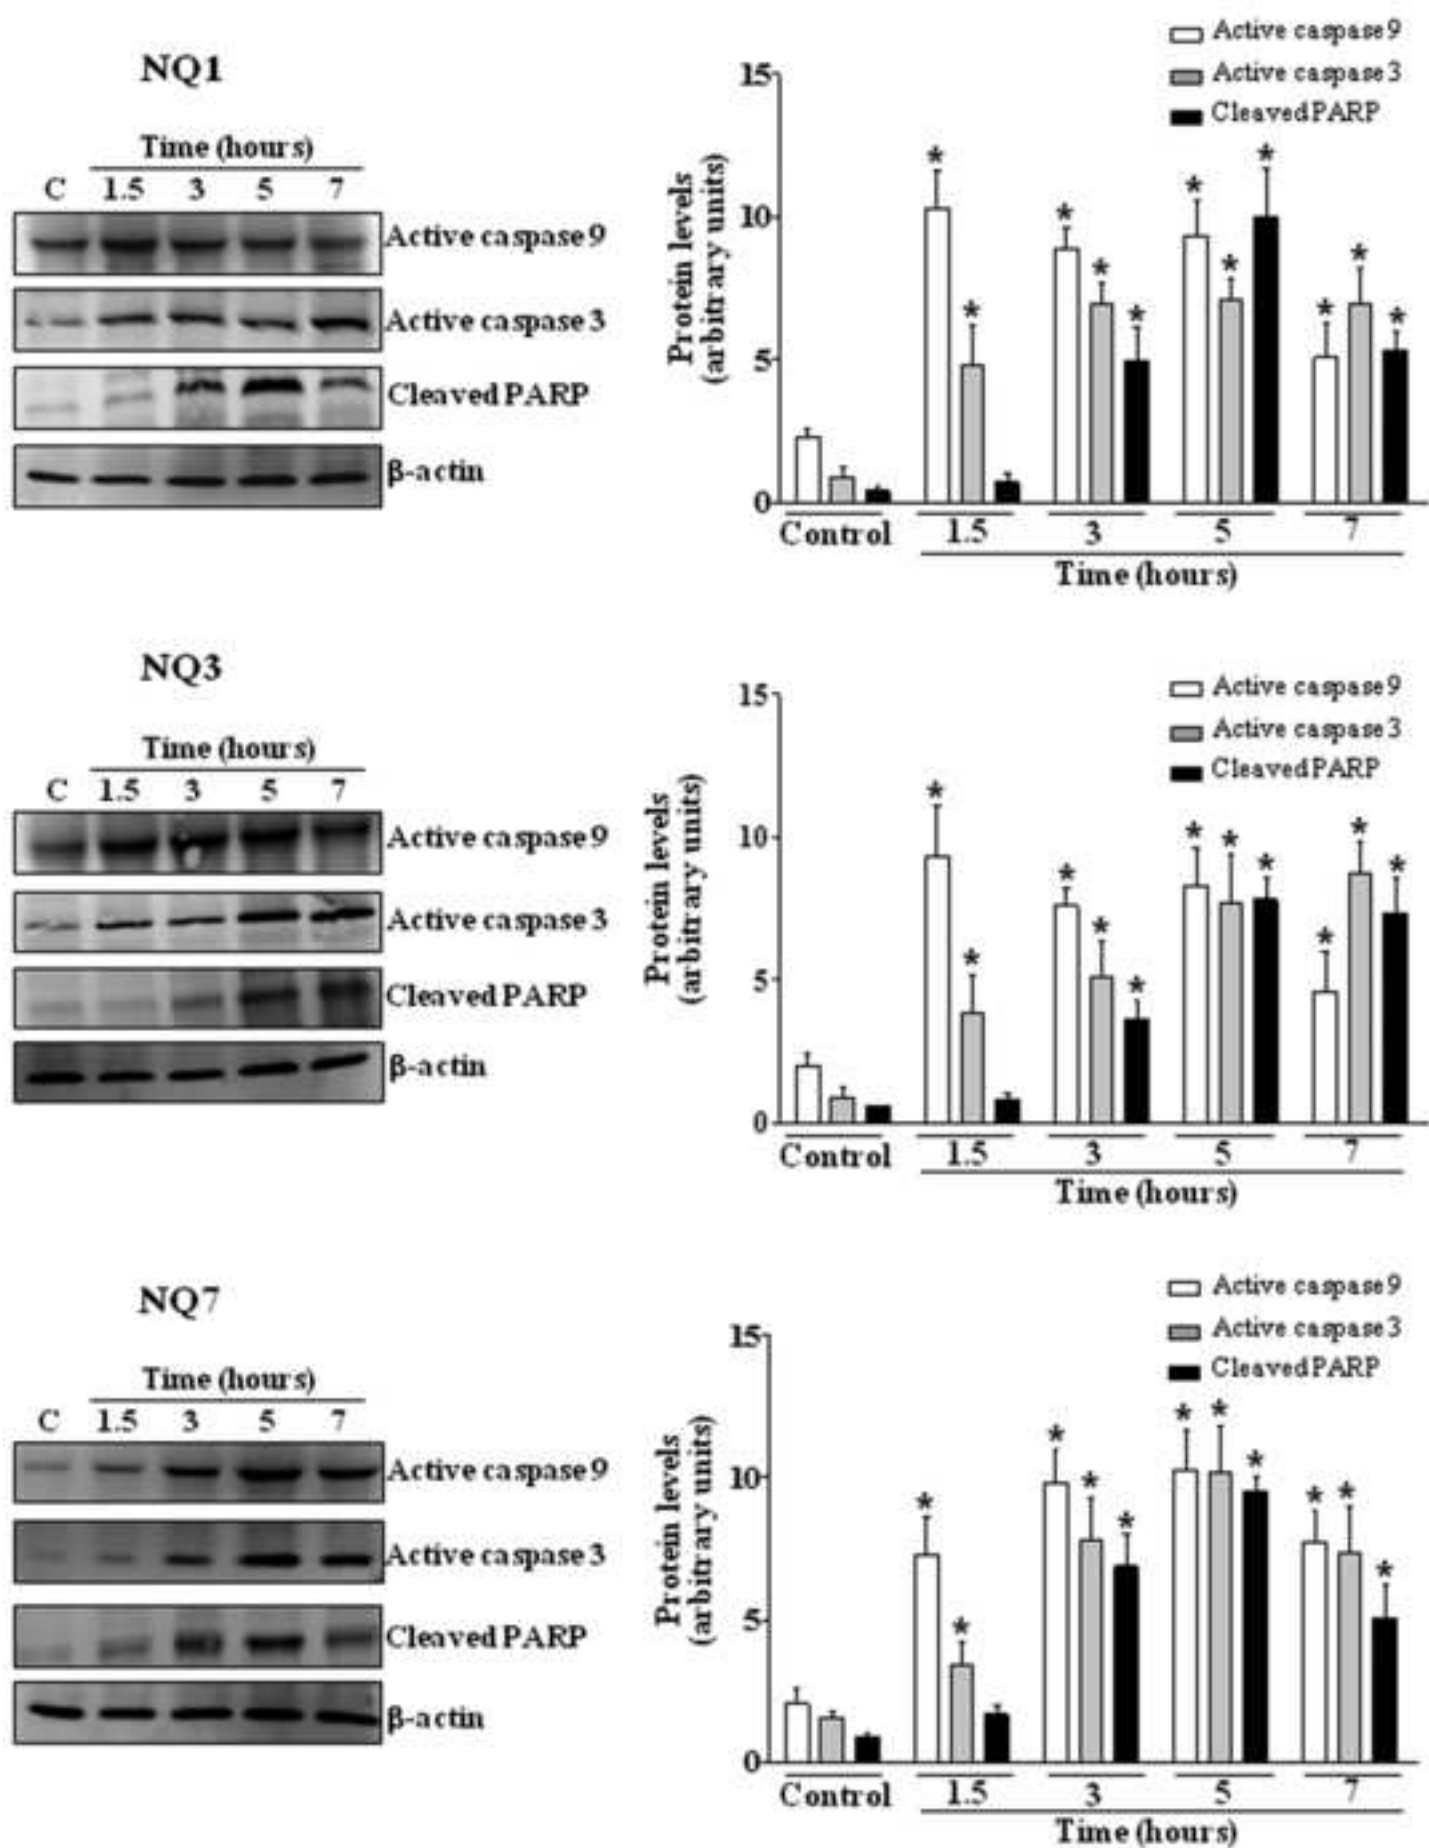 NQ1
Time (hours)
C 1.5 3 5 7
Active caspase 9
Active caspase 3
Cleaved PARP
β-actin
Active caspase 9
Active caspase 3
Cleaved PARP
Protein levels
(arbitrary units)
15
10
5
0
Control 1.5 3 5 7
Time (hours)
* * * * * * * * * * *
NQ3
Time (hours)
C 1.5 3 5 7
Active caspase 9
Active caspase 3
Cleaved PARP
β-actin
Active caspase 9
Active caspase 3
Cleaved PARP
Protein levels
(arbitrary units)
15
10
5
0
Control 1.5 3 5 7
Time (hours)
* * * * * * * * * * *
NQ7
Time (hours)
C 1.5 3 5 7
Active caspase 9
Active caspase 3
Cleaved PARP
β-actin
Active caspase 9
Active caspase 3
Cleaved PARP
Protein levels
(arbitrary units)
15
10
5
0
Control 1.5 3 5 7
Time (hours)
* * * * * * * * * * *